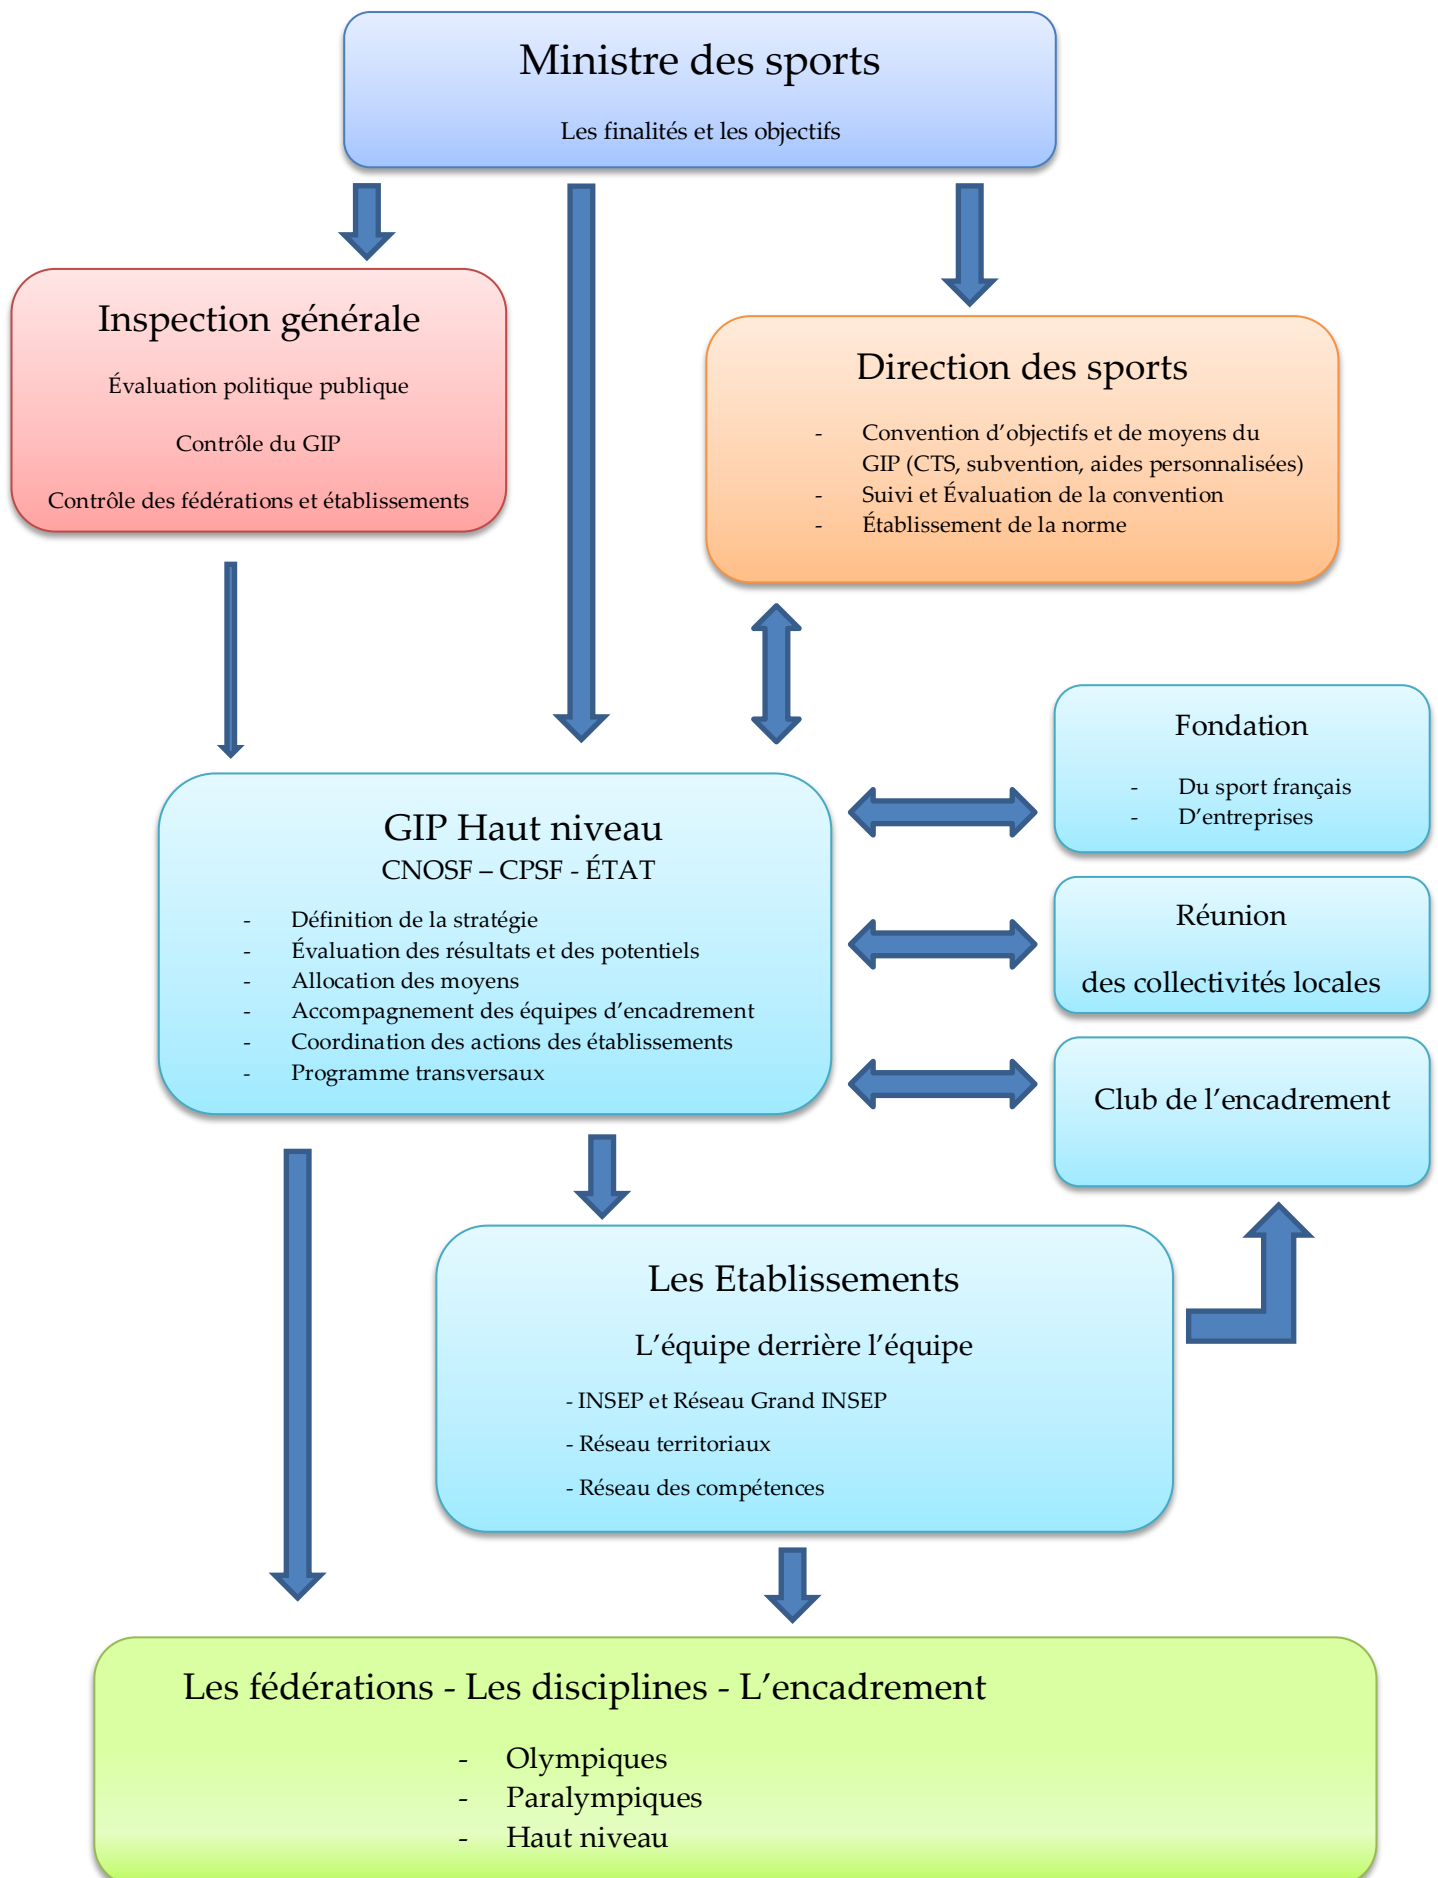 Ministre des sports
Les finalités et les objectifs
Inspection générale
Évaluation politique publique
Contrôle du GIP
Contrôle des fédérations et établissements
Direction des sports
- Convention d’objectifs et de moyens du
GIP (CTS, subvention, aides personnalisées)
- Suivi et Évaluation de la convention
- Établissement de la norme
Fondation
- Du sport français
- D’entreprises
GIP Haut niveau
CNOSF – CPSF - ÉTAT
- Définition de la stratégie
- Évaluation des résultats et des potentiels
- Allocation des moyens
- Accompagnement des équipes d’encadrement
- Coordination des actions des établissements
- Programme transversaux
Réunion
des collectivités locales
Club de l’encadrement
Les Etablissements
L’équipe derrière l’équipe
- INSEP et Réseau Grand INSEP
- Réseau territoriaux
- Réseau des compétences
Les fédérations - Les disciplines - L’encadrement
- Olympiques
- Paralympiques
- Haut niveau